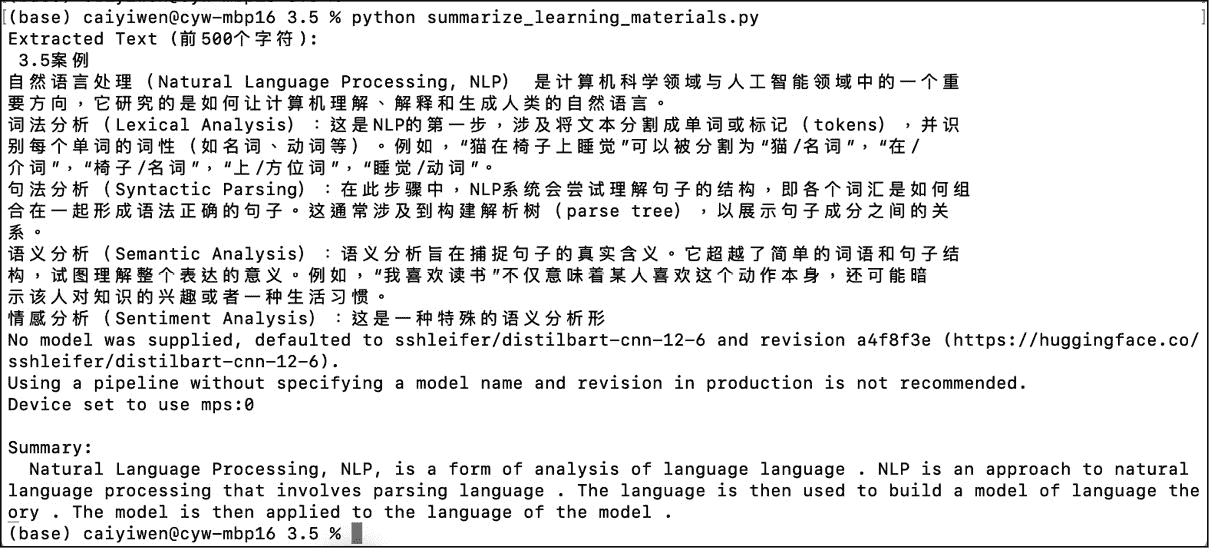 (base) caiyiwen@cyw-mbp16 3.5 % python summarize_learning_materials.py
Extracted Text (前500个字符):
3.5案例
自然语言处理 (Natural Language Processing, NLP) 是计算机科学领域与人工智能领域中的一个重
要方向，它研究的是如何让计算机理解、解释和生成人类的自然语言。
词法分析 (Lexical Analysis) ：这是NLP的第一步，涉及将文本分割成单词或标记 (tokens) ，并识
别每个单词的词性 (如名词、动词等) 。例如，“猫在椅子上睡觉”可以被分割为“猫/名词”，“在/
介词”，“椅子/名词”，“上/方位词”，“睡觉/动词”。
句法分析 (Syntactic Parsing) ：在此步骤中，NLP系统会尝试理解句子的结构，即各个词汇是如何组
合在一起形成语法正确的句子。这通常涉及到构建解析树 (parse tree) ，以展示句子成分之间的关
系。
语义分析 (Semantic Analysis) ：语义分析旨在捕捉句子的真实含义。它超越了简单的词语和句子结
构，试图理解整个表达的意义。例如，“我喜欢读书”不仅意味着某人喜欢这个动作本身，还可能暗
示该人对知识的兴趣或者一种生活习惯。
情感分析 (Sentiment Analysis) ：这是一种特殊的语义分析形
No model was supplied, defaulted to sshleifer/distilbart-cnn-12-6 and revision a4f8f3e (https://huggingface.co/
sshleifer/distilbart-cnn-12-6).
Using a pipeline without specifying a model name and revision in production is not recommended.
Device set to use mps:0
Summary:
Natural Language Processing, NLP, is a form of analysis of language language . NLP is an approach to natural
language processing that involves parsing language . The language is then used to build a model of language the
ory . The model is then applied to the language of the model .
(base) caiyiwen@cyw-mbp16 3.5 %